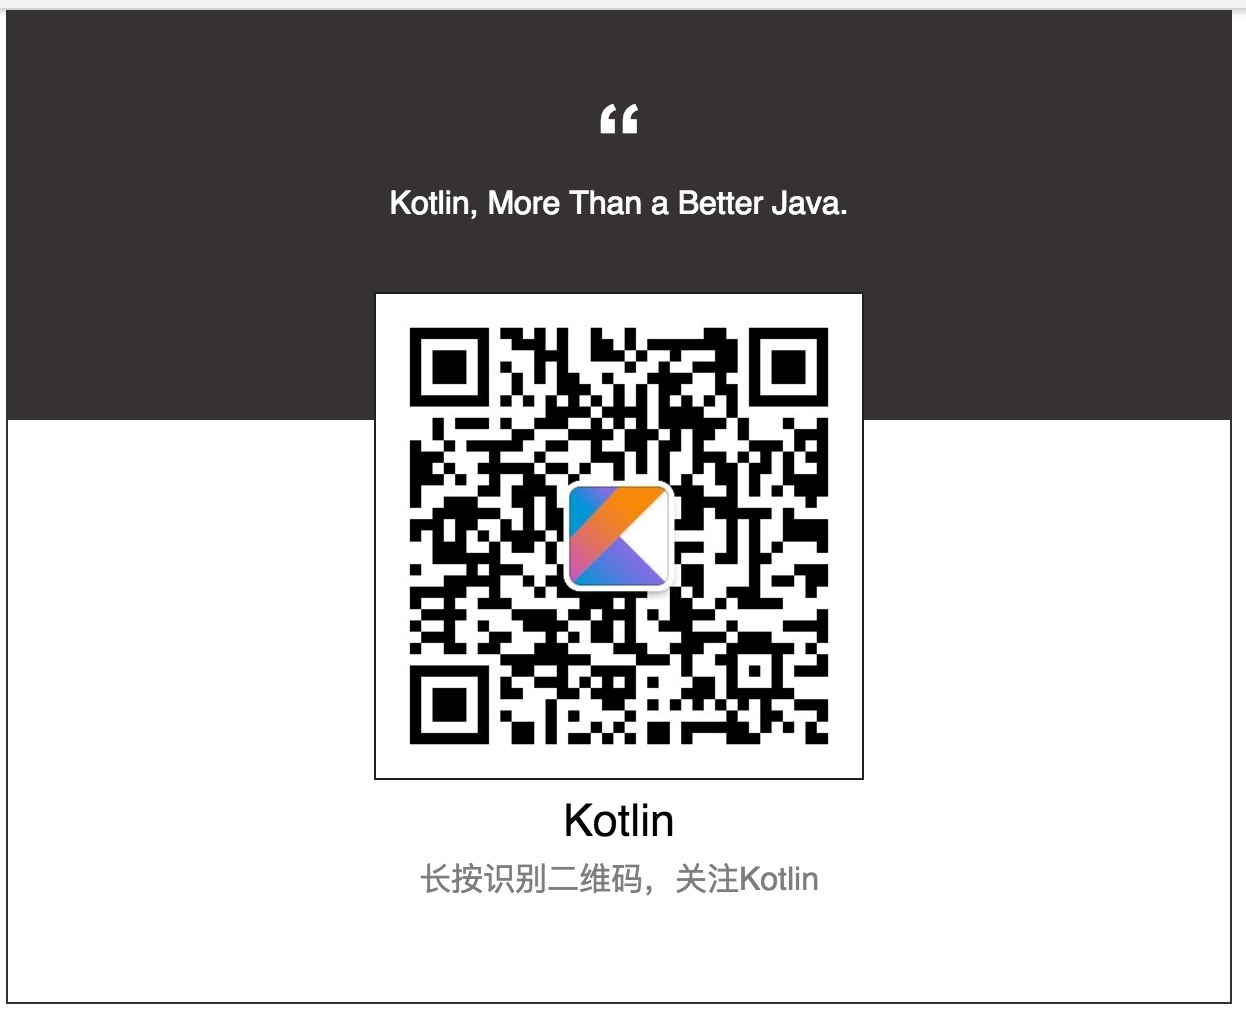 “
Kotlin, More Than a Better Java.
Kotlin
长按识别二维码，关注Kotlin